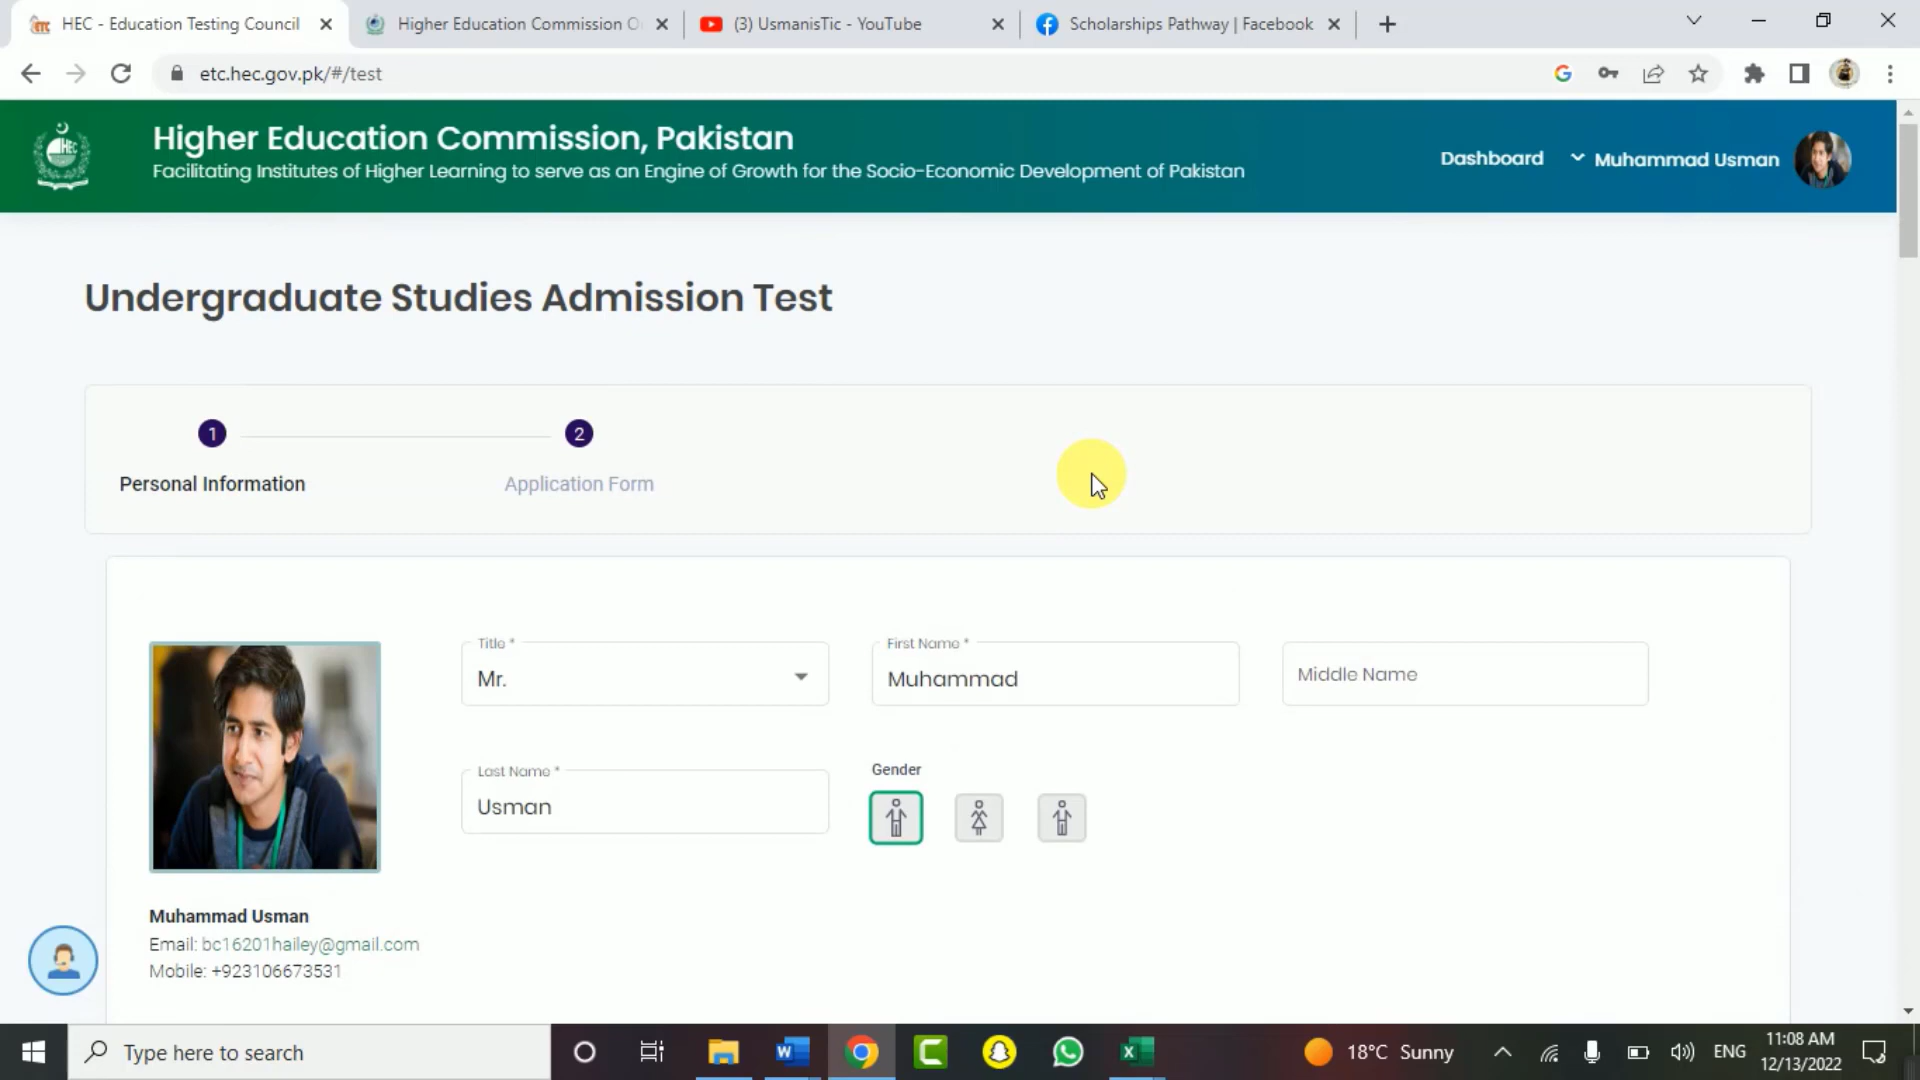 HEC - Education Testing Council
Higher Education Commission O
(3) UsmanisTic - YouTube
Scholarships Pathway | Facebook
etc.hec.gov.pk/#/test
HEC
Higher Education Commission, Pakistan
Facilitating Institutes of Higher Learning to serve as an Engine of Growth for the Socio-Economic Development of Pakistan
Dashboard
Muhammad Usman
Undergraduate Studies Admission Test
1
2
Personal Information
Application Form
Title *
Mr.
First Name *
Muhammad
Middle Name
Last Name *
Usman
Gender
Muhammad Usman
Email: bc16201hailey@gmail.com
Mobile: +923106673531
Type here to search
18°C Sunny
ENG
11:08 AM
12/13/2022